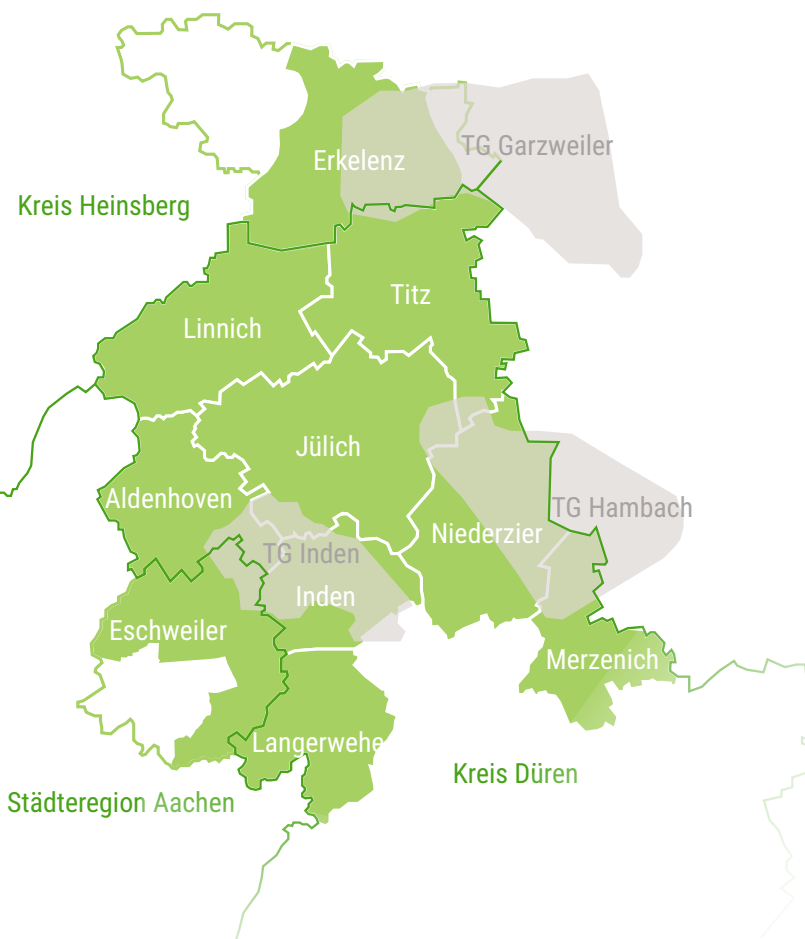 TG Garzweiler
Erkelenz
Kreis Heinsberg
Titz
Linnich
Jülich
Aldenhoven
TG Hambach
Niederzier
TG Inden
Inden
Eschweiler
Merzenich
Langerwehe
Kreis Düren
Städteregion Aachen